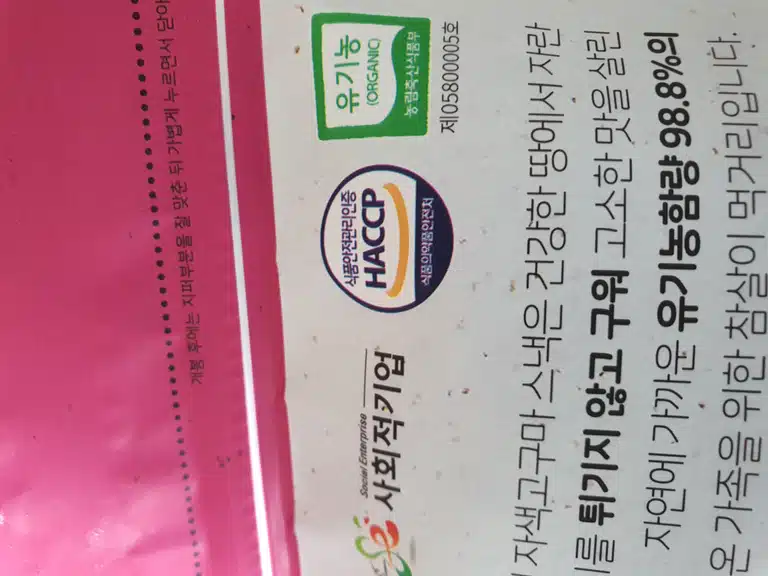 개봉 후에는 지퍼부분을 잘 맞춘 뒤 가볍게 누르면서 닫아
Social Enterprise
사회적기업
식품안전관리인증
HACCP
식품의약품안전처
유기농
(ORGANIC)
농림축산식품부
제05800005호
자색고구마 스낵은 건강한 땅에서 자란
를 튀기지 않고 구워 고소한 맛을 살린
자연에 가까운 유기농함량 98.8%의
온 가족을 위한 참살이 먹거리입니다.